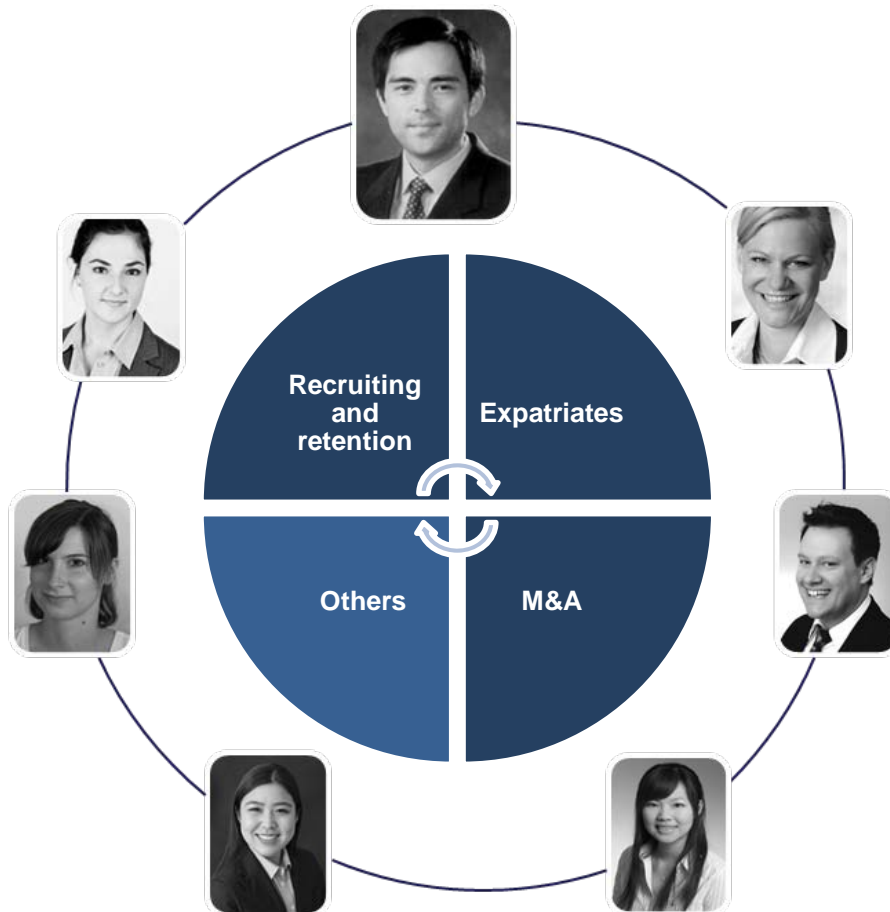 Recruiting
and
retention
Expatriates
Others
M&A